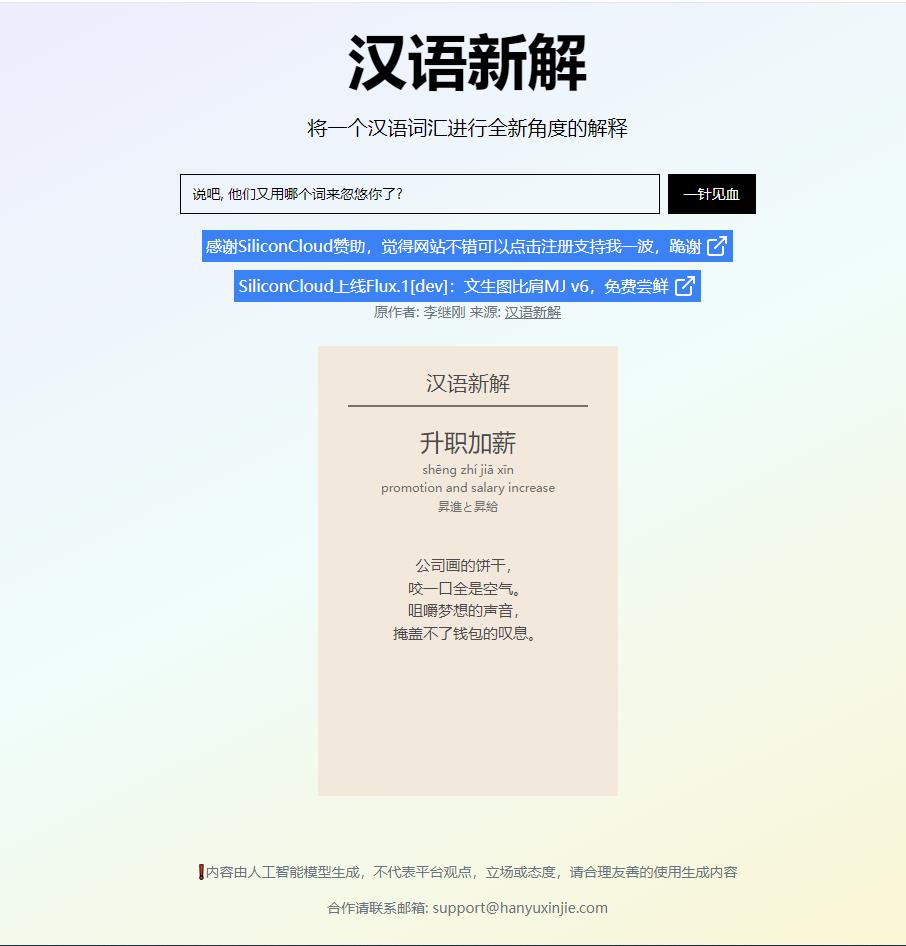 汉语新解
将一个汉语词汇进行全新角度的解释
说吧, 他们又用哪个词来忽悠你了?
一针见血
感谢SiliconCloud赞助，觉得网站不错可以点击注册支持我一波，跪谢
SiliconCloud上线Flux.1[dev]：文生图比肩MJ v6，免费尝鲜
原作者: 李继刚 来源: 汉语新解
汉语新解
升职加薪
shēng zhí jiā xīn
promotion and salary increase
昇進と昇給
公司画的饼干，
咬一口全是空气。
咀嚼梦想的声音，
掩盖不了钱包的叹息。
❗内容由人工智能模型生成，不代表平台观点，立场或态度，请合理友善的使用生成内容
合作请联系邮箱: support@hanyuxinjie.com